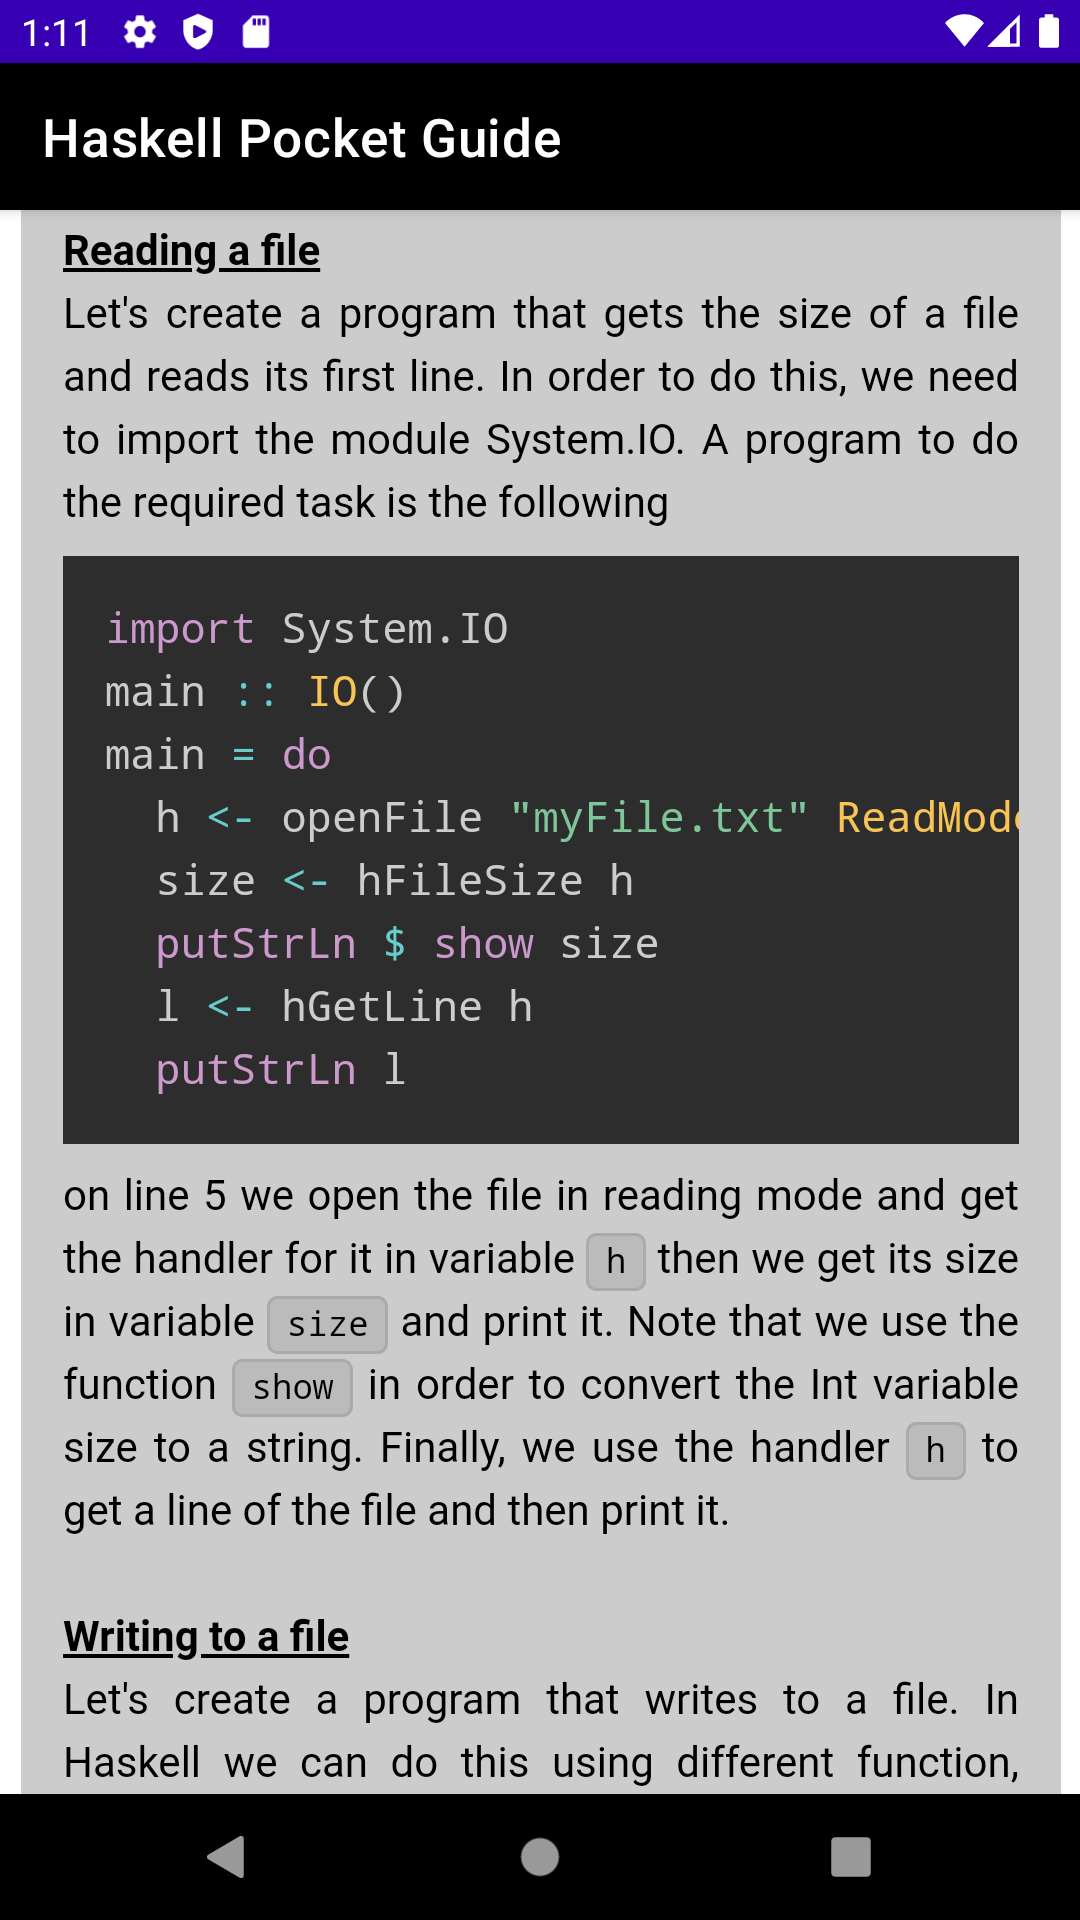 1:11
Haskell Pocket Guide
Reading a file
Let's create a program that gets the size of a file
and reads its first line. In order to do this, we need
to import the module System.IO. A program to do
the required task is the following
import System.IO
main :: IO()
main = do
  h <- openFile "myFile.txt" ReadMode
  size <- hFileSize h
  putStrLn $ show size
  l <- hGetLine h
  putStrLn l
on line 5 we open the file in reading mode and get
the handler for it in variable h then we get its size
in variable size and print it. Note that we use the
function show in order to convert the Int variable
size to a string. Finally, we use the handler h to
get a line of the file and then print it.
Writing to a file
Let's create a program that writes to a file. In
Haskell we can do this using different function,